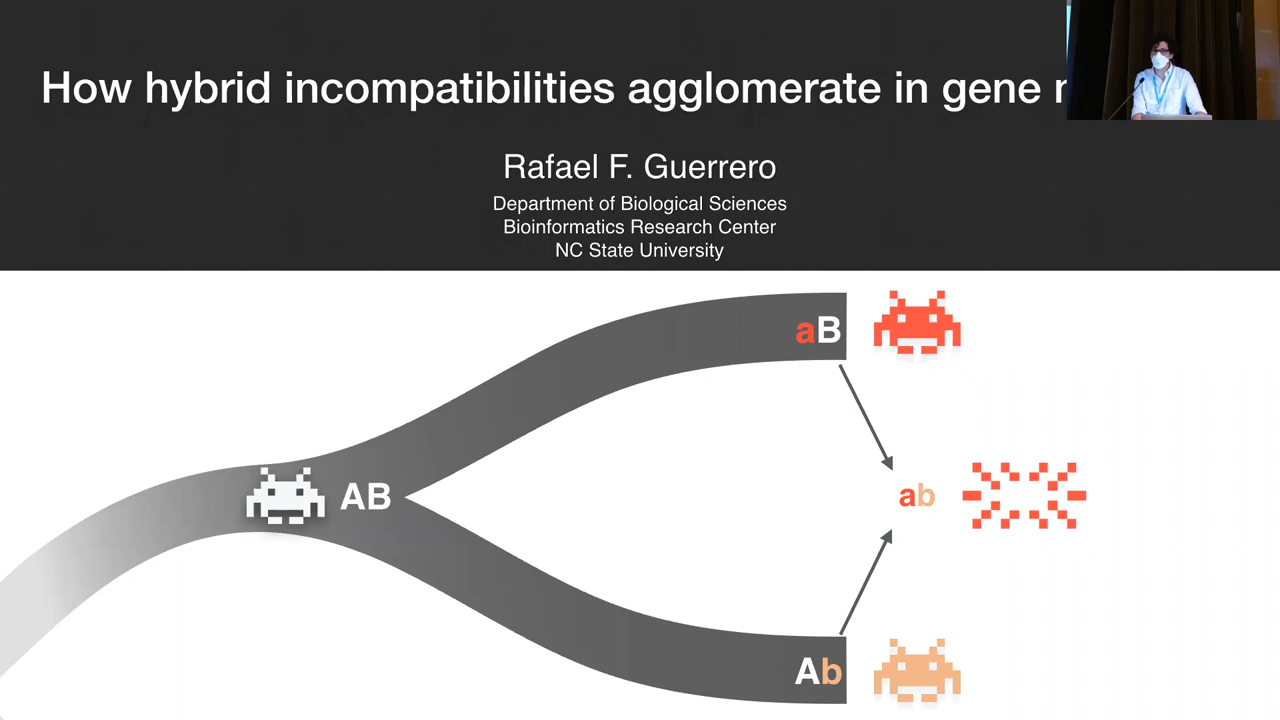 How hybrid incompatibilities agglomerate in gene
Rafael F. Guerrero
Department of Biological Sciences
Bioinformatics Research Center
NC State University
aB
AB
ab
Ab